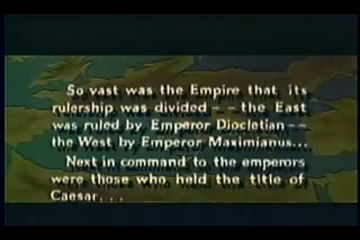 So vast was the Empire that its
rulership was divided -- the East
was ruled by Emperor Diocletian --
the West by Emperor Maximianus...
Next in command to the emperors
were those who held the title of
Caesar...